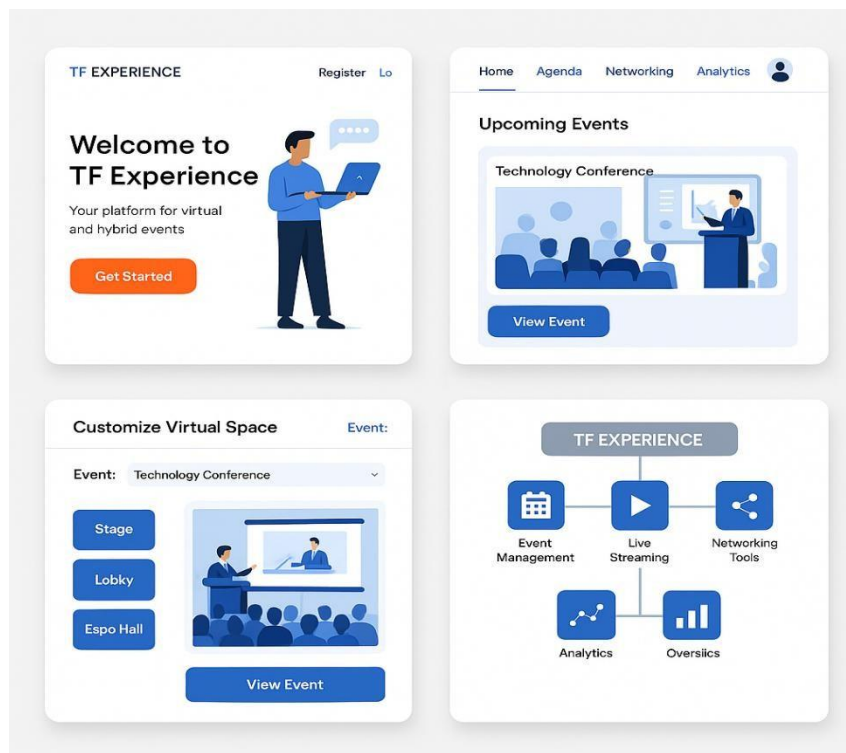 TF EXPERIENCE
Register Lo
Welcome to
TF Experience
Your platform for virtual
and hybrid events
Get Started
Home Agenda Networking Analytics
Upcoming Events
Technology Conference
View Event
Customize Virtual Space Event:
Event: Technology Conference
Stage
Lobky
Espo Hall
View Event
TF EXPERIENCE
Event
Management
Live
Streaming
Networking
Tools
Analytics
Oversiics